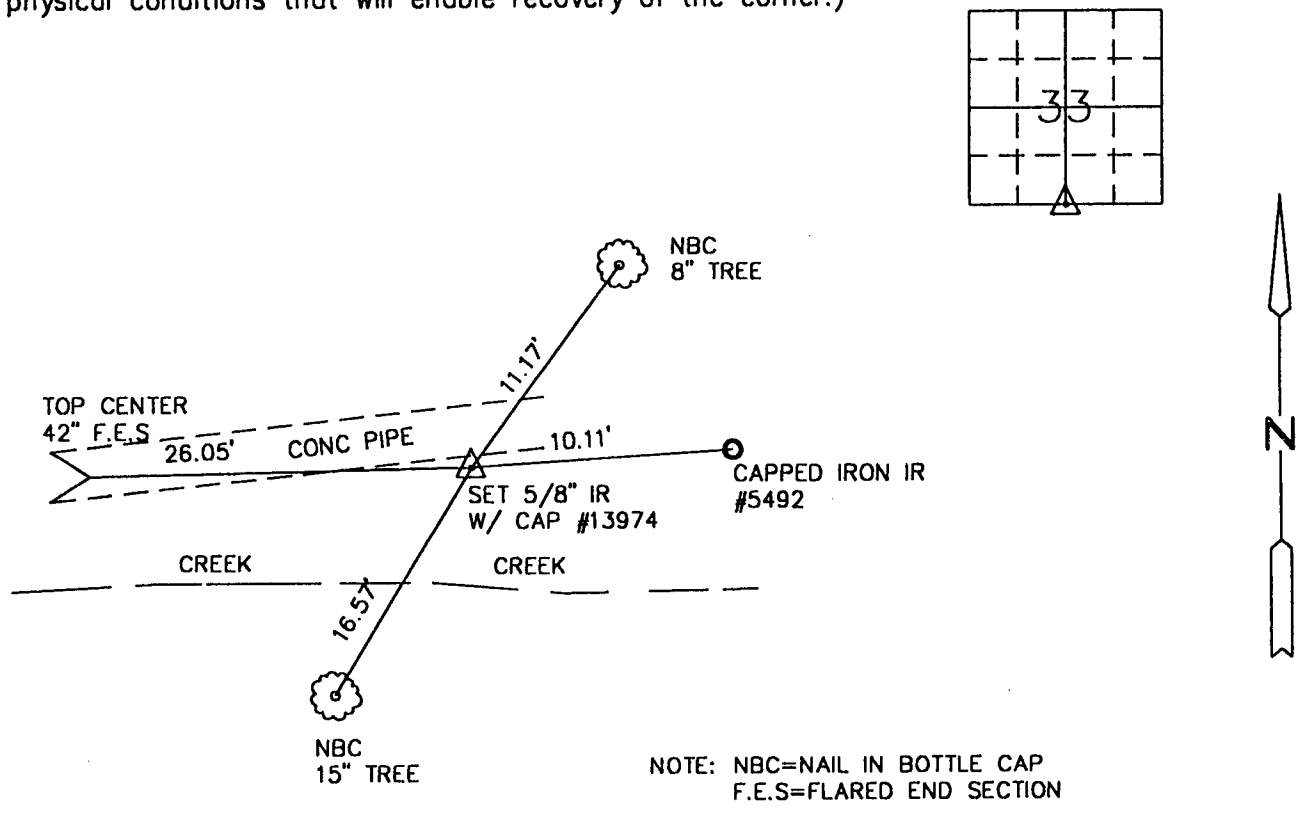 physical conditions that will enable recovery of the corner.)
33
NBC
8" TREE
11.17'
TOP CENTER
42" F.E.S
26.05'
CONC PIPE
10.11'
CAPPED IRON IR
#5492
SET 5/8" IR
W/ CAP #13974
N
CREEK
CREEK
16.57'
NBC
15" TREE
NOTE: NBC=NAIL IN BOTTLE CAP
F.E.S=FLARED END SECTION